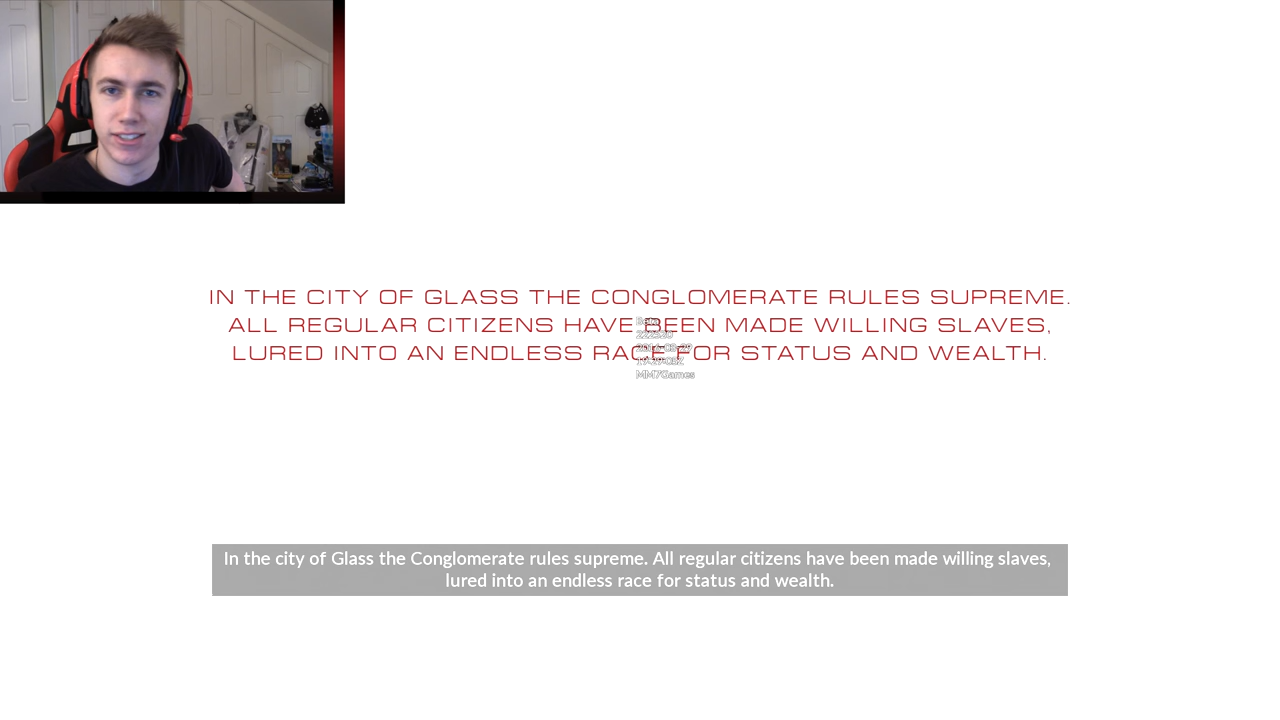 IN THE CITY OF GLASS THE CONGLOMERATE RULES SUPREME.
ALL REGULAR CITIZENS HAVE BEEN MADE WILLING SLAVES,
LURED INTO AN ENDLESS RACE FOR STATUS AND WEALTH.
Beta
MM7Games
In the city of Glass the Conglomerate rules supreme. All regular citizens have been made willing slaves,
lured into an endless race for status and wealth.